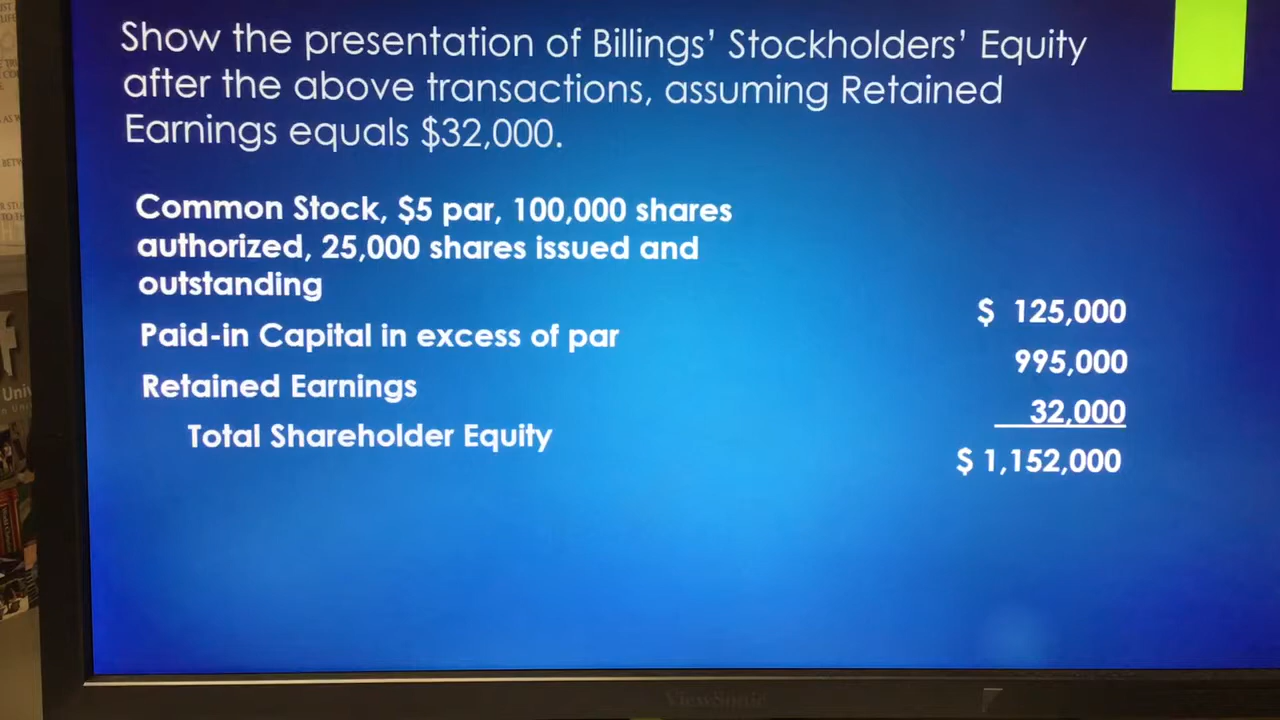 Show the presentation of Billings' Stockholders' Equity
after the above transactions, assuming Retained
Earnings equals $32,000.
Common Stock, $5 par, 100,000 shares
authorized, 25,000 shares issued and
outstanding
$ 125,000
Paid-in Capital in excess of par
995,000
Retained Earnings
32,000
Total Shareholder Equity
$ 1,152,000
ViewSonic